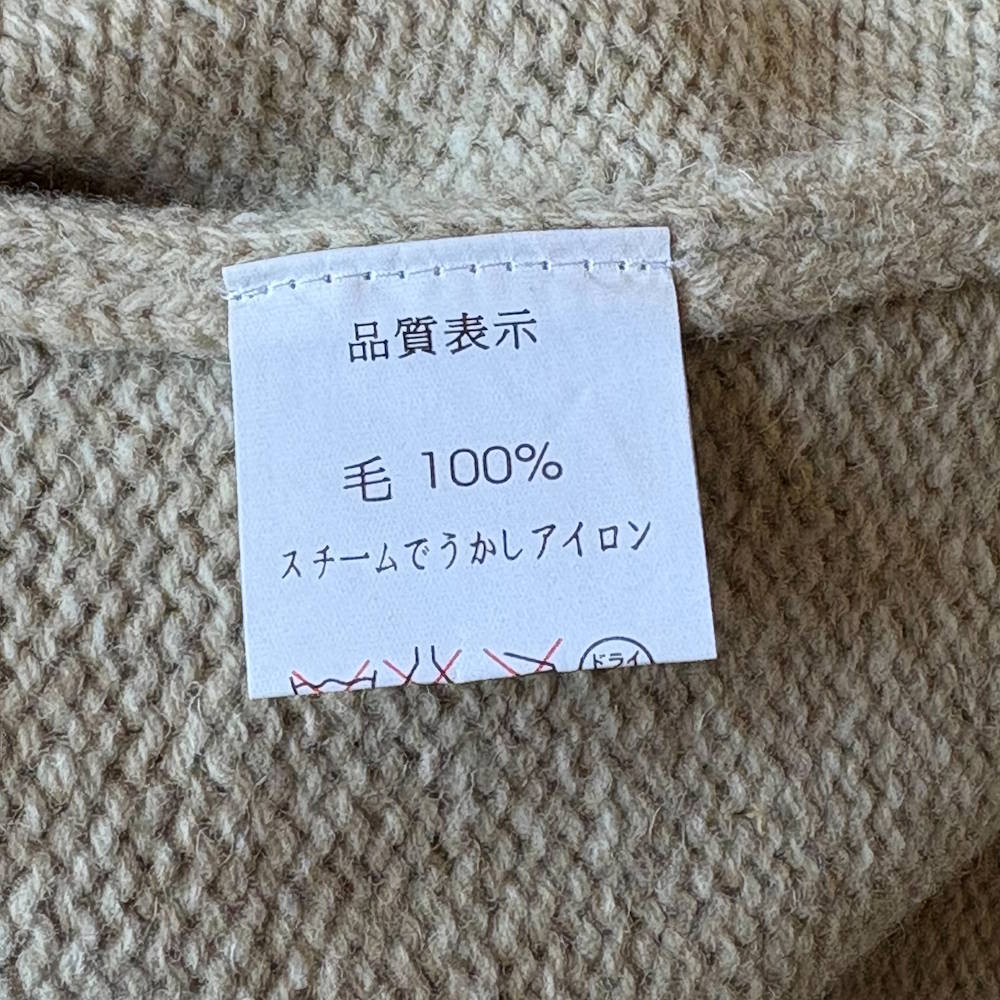 品質表示
毛 100%
スチームでうかしアイロン
ドライ